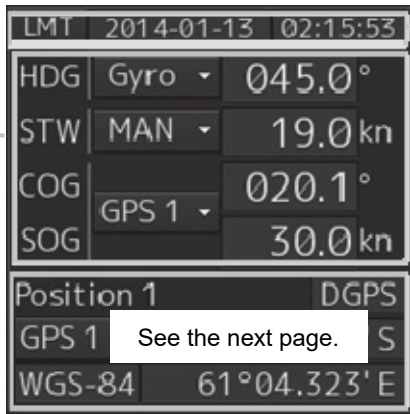 LMT 2014-01-13 02:15:53
HDG Gyro 045.0°
STW MAN 19.0 kn
COG GPS 1 020.1°
SOG 30.0 kn
Position 1 DGPS
GPS 1 See the next page. ' S
WGS-84 61°04.323' E